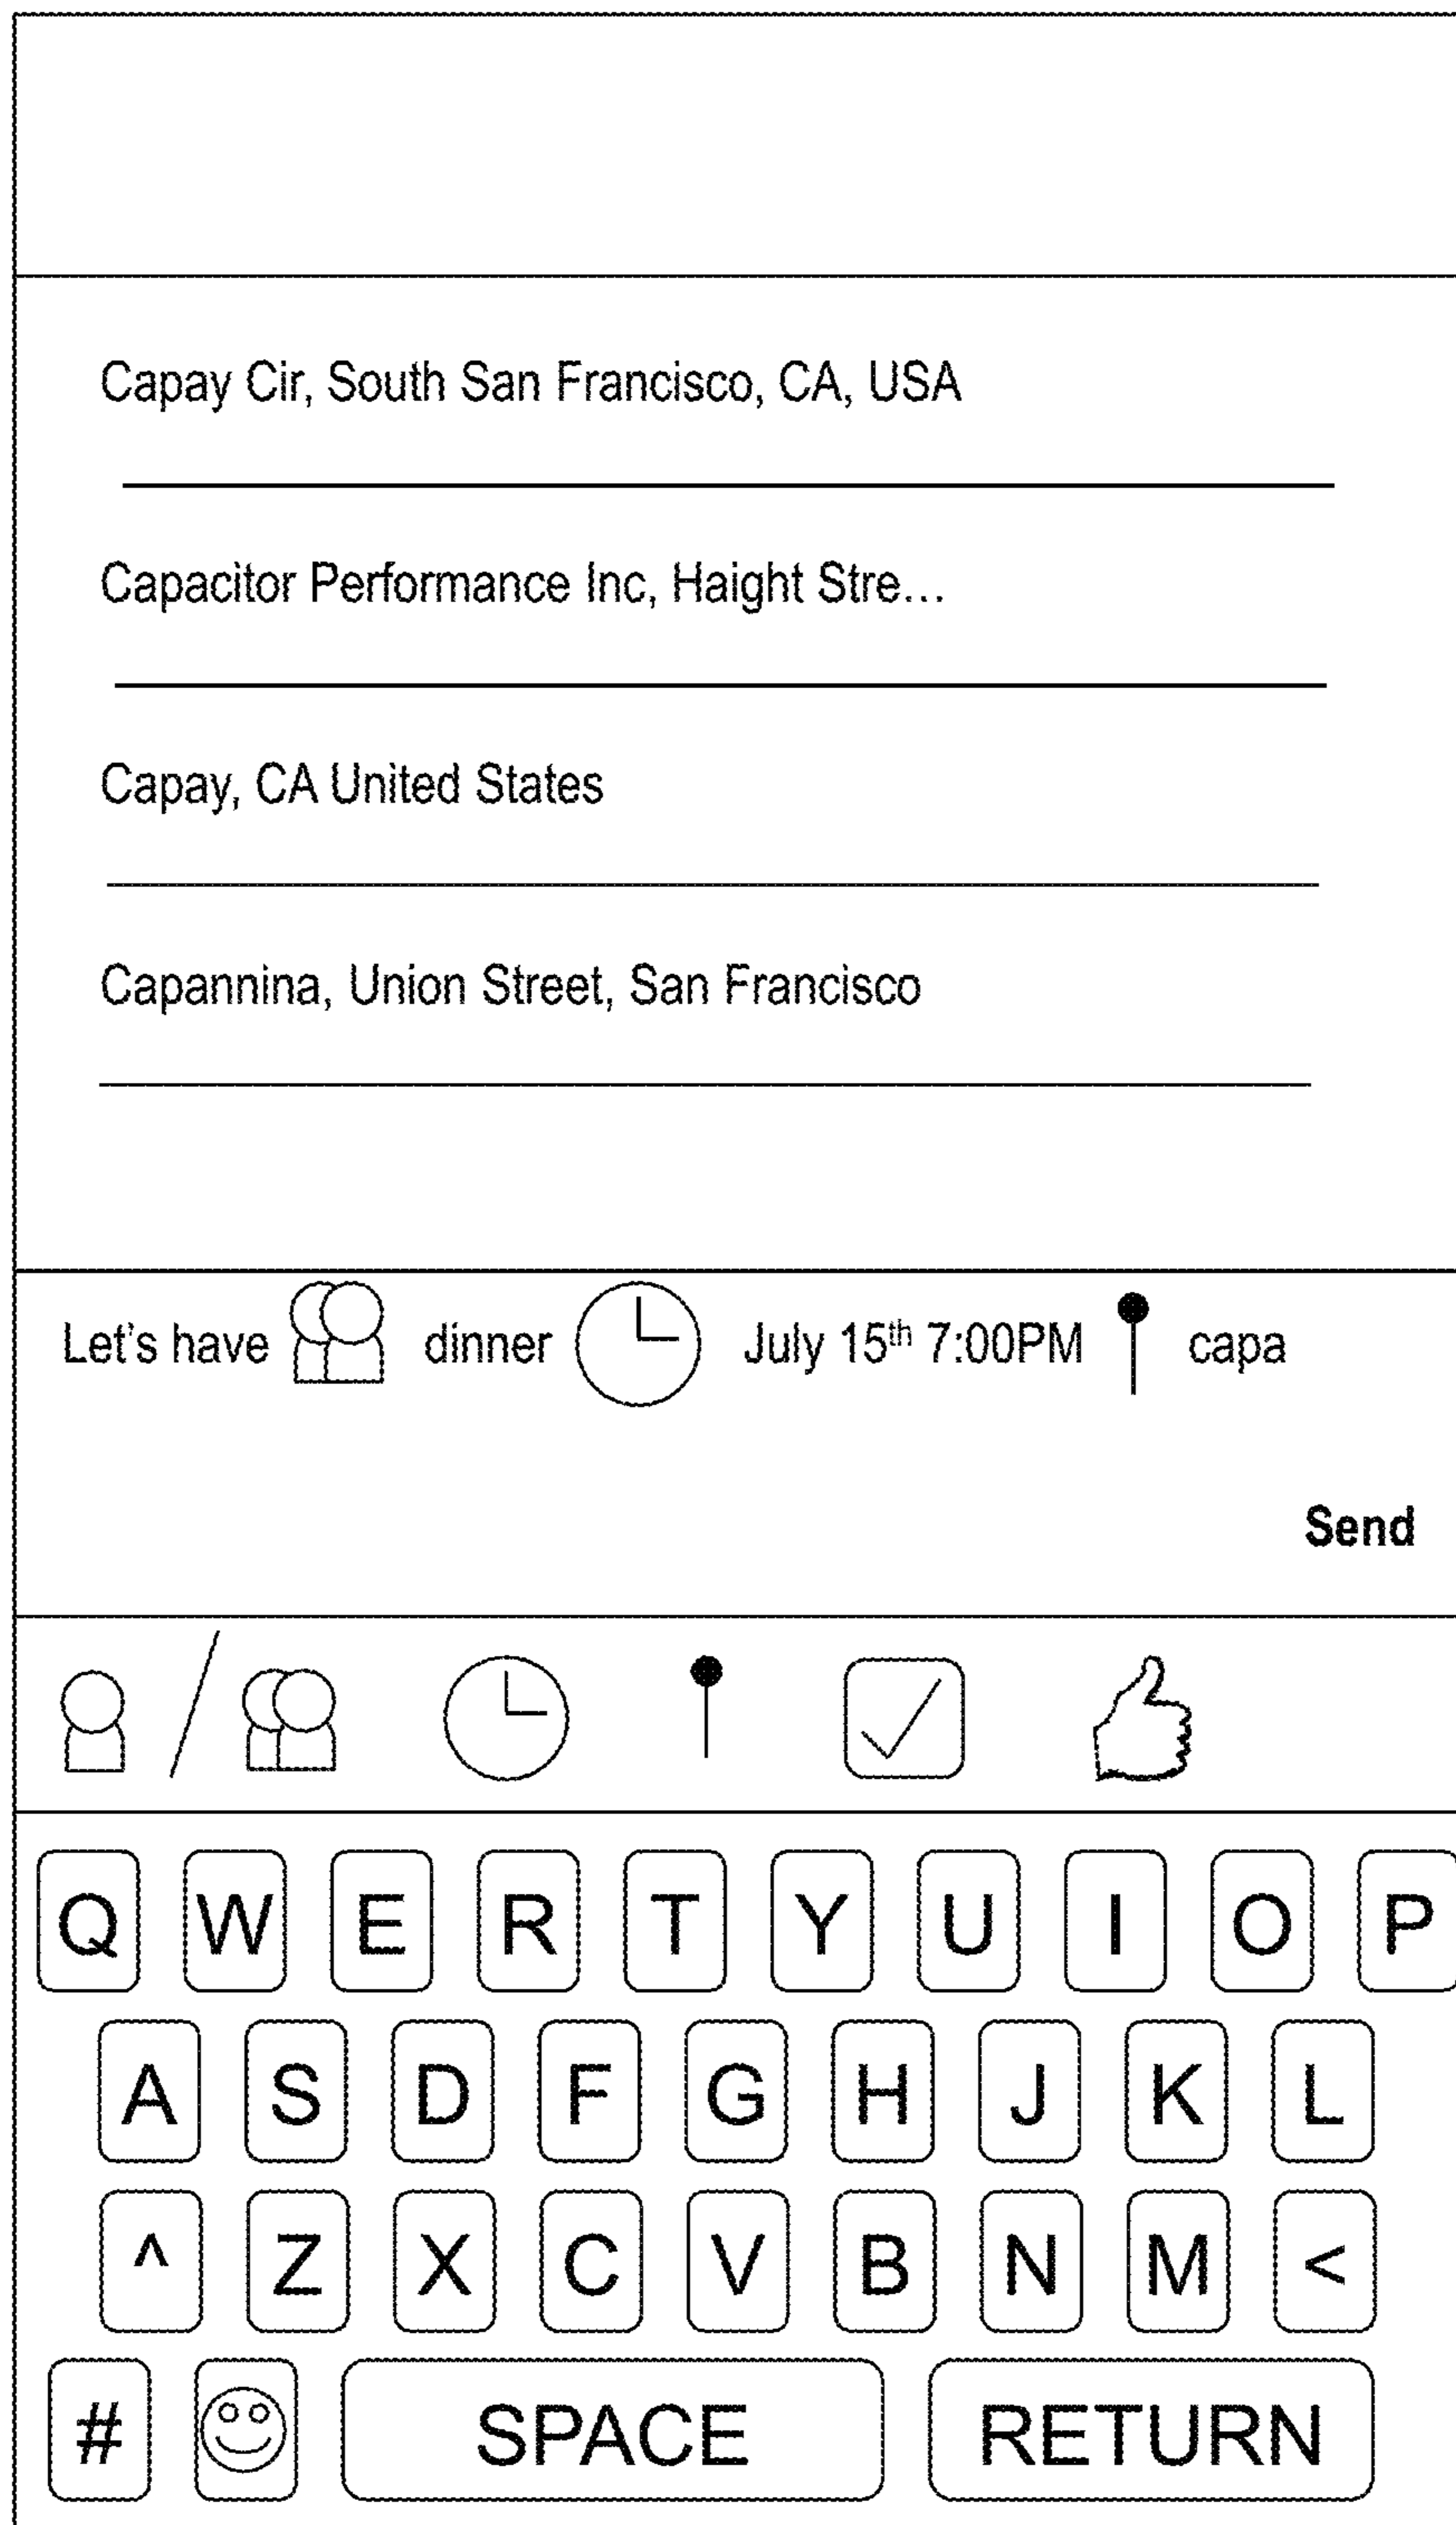 Capay Cir, South San Francisco, CA, USA
Capacitor Performance Inc, Haight Stre...
Capay, CA United States
Capannina, Union Street, San Francisco
Let's have dinner July 15th 7:00PM capa
Send
Q W E R T Y U I O P
A S D F G H J K L
^ Z X C V B N M <
# SPACE RETURN